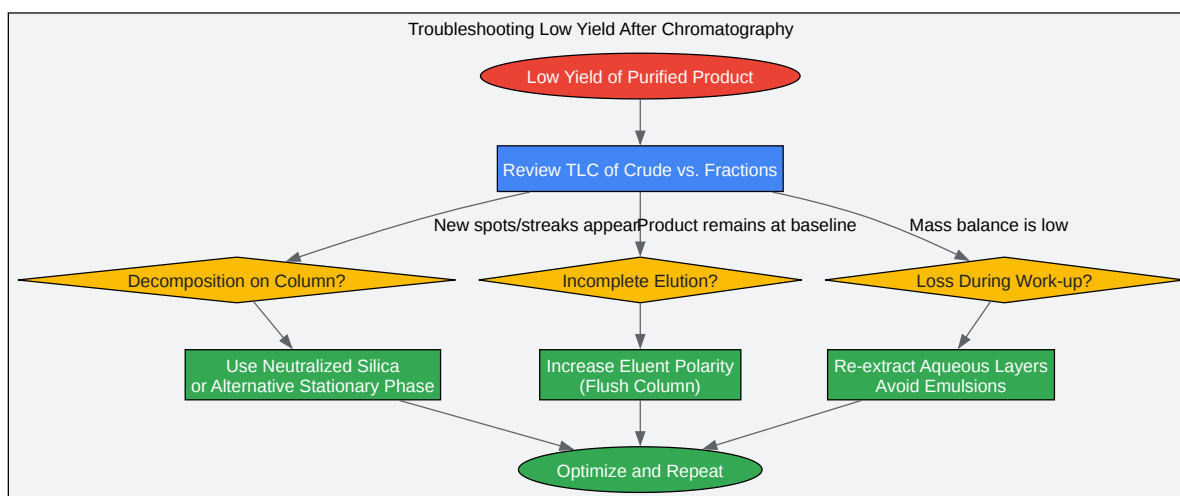 Troubleshooting Low Yield After Chromatography
Low Yield of Purified Product
Review TLC of Crude vs. Fractions
New spots/streaks appear
Product remains at baseline
Mass balance is low
Decomposition on Column?
Incomplete Elution?
Loss During Work-up?
Use Neutralized Silica
or Alternative Stationary Phase
Increase Eluent Polarity
(Flush Column)
Re-extract Aqueous Layers
Avoid Emulsions
Optimize and Repeat